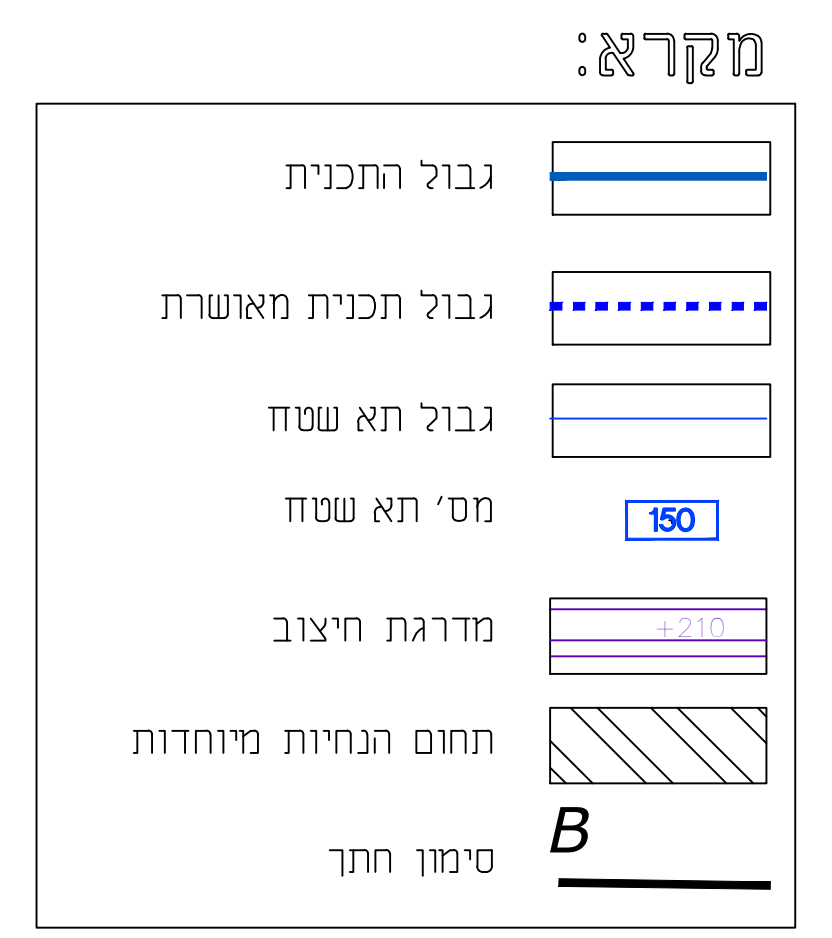 מקרא:
גבול התכנית
גבול תכנית מאושרת
גבול תא שטח
מס' תא שטח
150
מדרגת חיצוב
+210
תחום הנחיות מיוחדות
סימון חתך
B